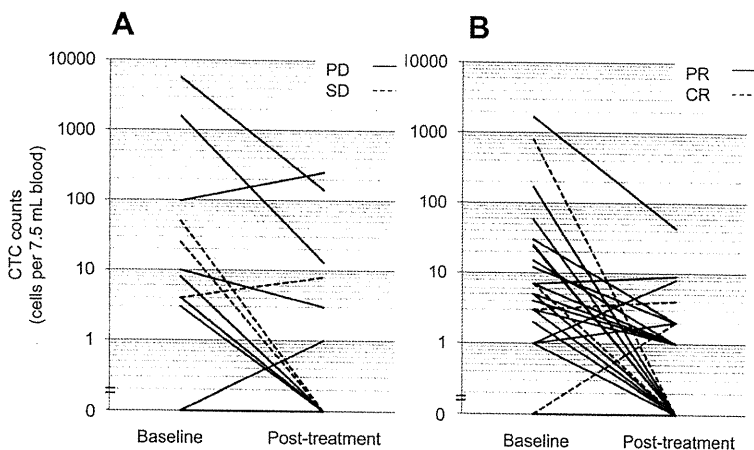 A
B
CTC counts
(cells per 7.5 mL blood)
10000
1000
100
10
1
0
PD
SD
Baseline
Post-treatment
10000
1000
100
10
1
0
PR
CR
Baseline
Post-treatment